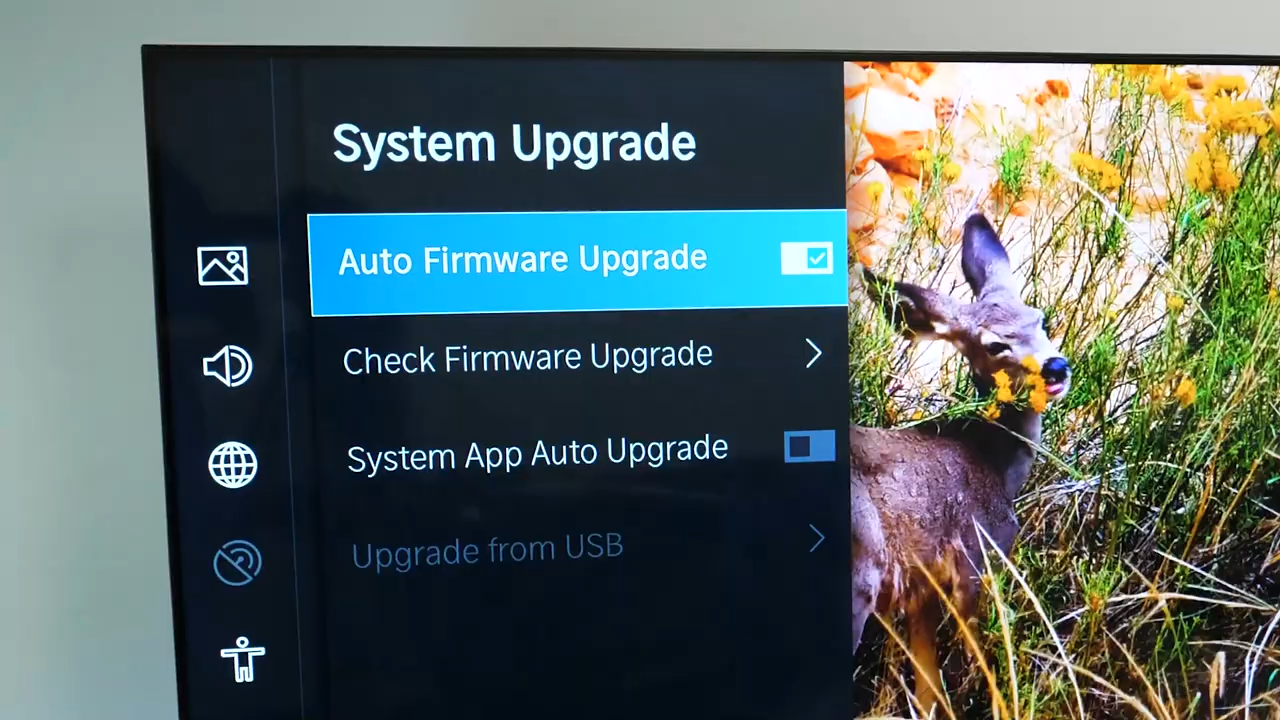 System Upgrade
Auto Firmware Upgrade
Check Firmware Upgrade
System App Auto Upgrade
Upgrade from USB